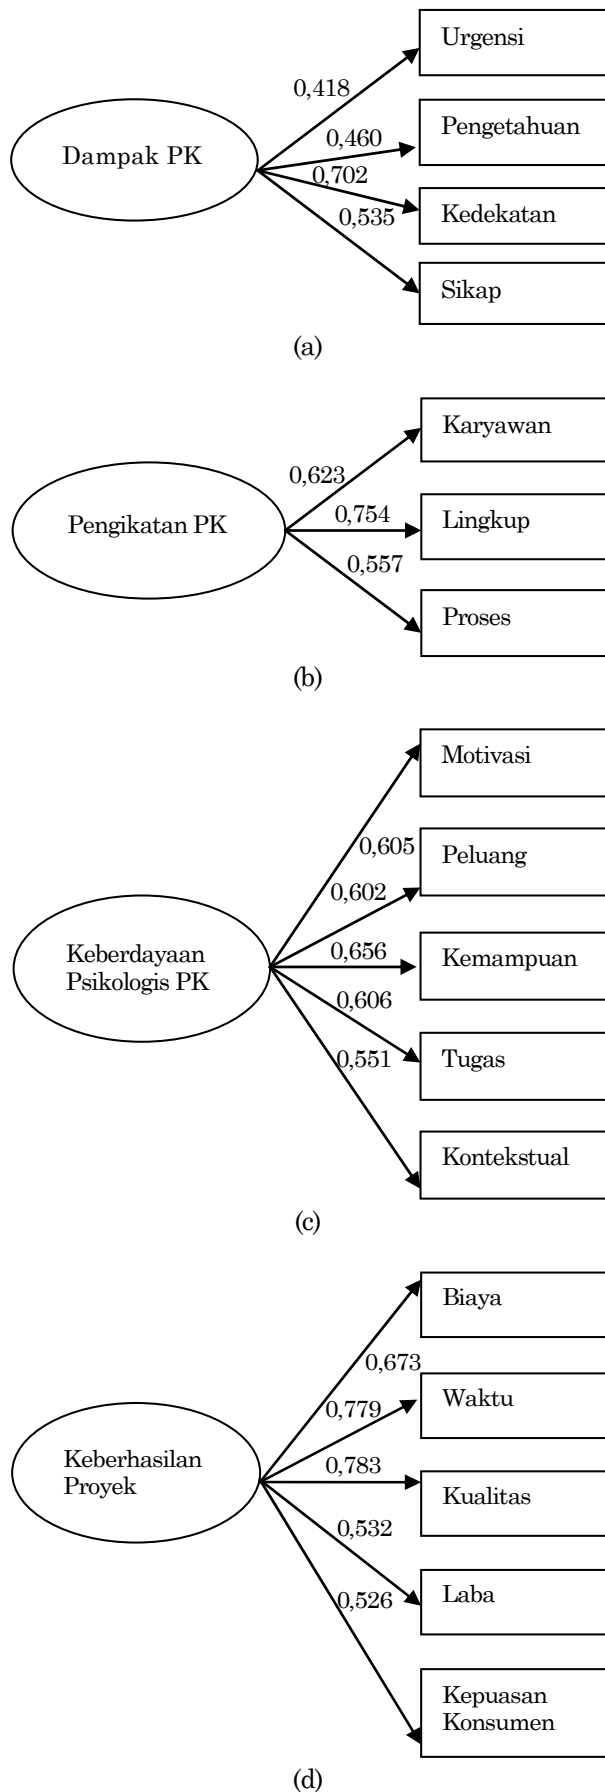 Urgensi
0,418
Pengetahuan
0,460
Dampak PK
0,702
Kedekatan
0,535
Sikap
(a)
Karyawan
0,623
Lingkup
0,754
Pengikatan PK
0,557
Proses
(b)
Motivasi
0,605
Peluang
0,602
Keberdayaan
Psikologis PK
0,656
Kemampuan
0,606
Tugas
0,551
Kontekstual
(c)
Biaya
0,673
Waktu
0,779
Keberhasilan
Proyek
0,783
Kualitas
0,532
Laba
0,526
Kepuasan
Konsumen
(d)